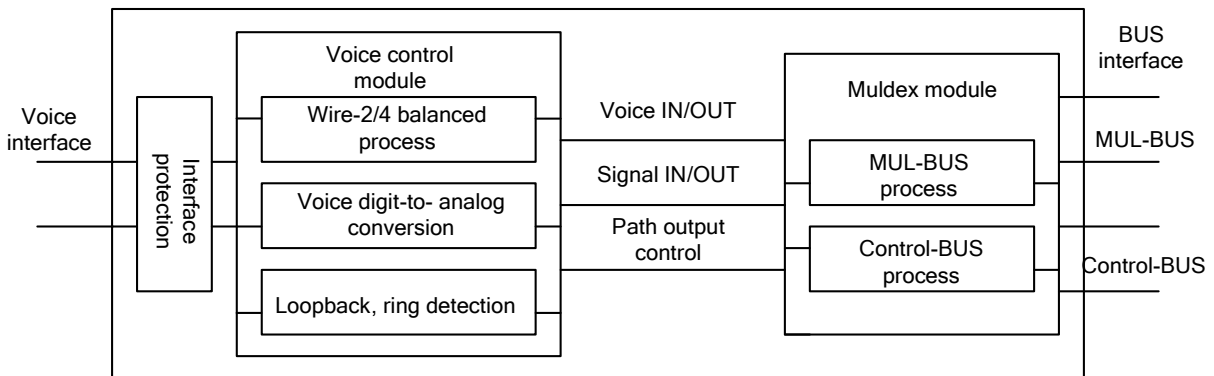 Voice
interface
Interface
protection
Voice control
module
Wire-2/4 balanced
process
Voice digit-to- analog
conversion
Loopback, ring detection
Voice IN/OUT
Signal IN/OUT
Path output
control
Muldex module
MUL-BUS
process
Control-BUS
process
BUS
interface
MUL-BUS
Control-BUS